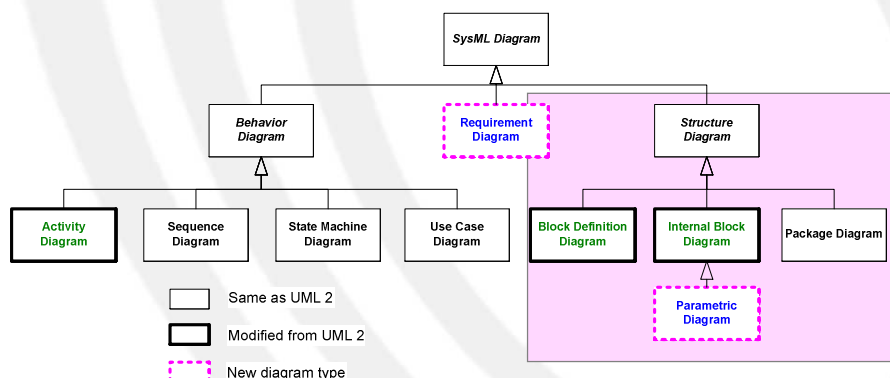 SysML Diagram
Behavior
Diagram
Requirement
Diagram
Structure
Diagram
Activity
Diagram
Sequence
Diagram
State Machine
Diagram
Use Case
Diagram
Block Definition
Diagram
Internal Block
Diagram
Package Diagram
Parametric
Diagram
Same as UML 2
Modified from UML 2
New diagram type